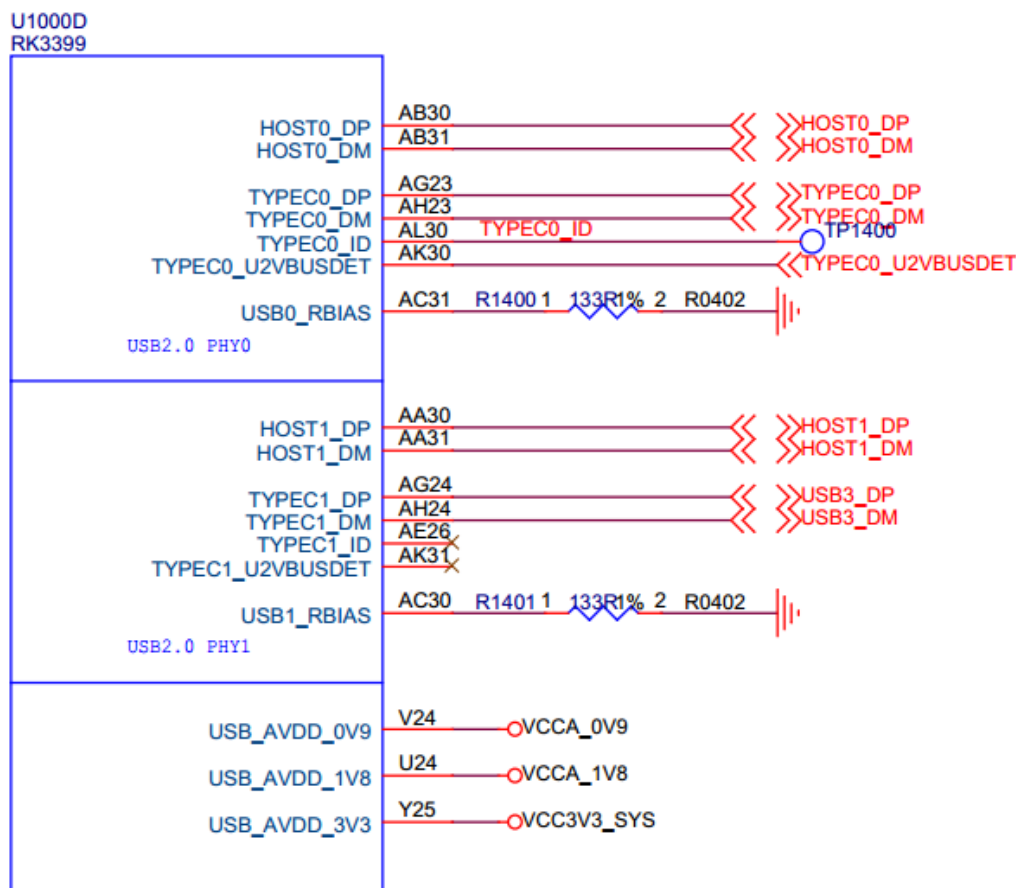 U1000D
RK3399
HOST0_DP AB30 HOST0_DP
HOST0_DM AB31 HOST0_DM
TYPEC0_DP AG23 TYPEC0_DP
TYPEC0_DM AH23 TYPEC0_DM
TYPEC0_ID AL30 TYPEC0_ID TP1400
TYPEC0_U2VBUSDET AK30 TYPEC0_U2VBUSDET
USB0_RBIAS AC31 R1400 1 133R1% 2 R0402
USB2.0 PHY0
HOST1_DP AA30 HOST1_DP
HOST1_DM AA31 HOST1_DM
TYPEC1_DP AG24 USB3_DP
TYPEC1_DM AH24 USB3_DM
TYPEC1_ID AE26
TYPEC1_U2VBUSDET AK31
USB1_RBIAS AC30 R1401 1 133R1% 2 R0402
USB2.0 PHY1
USB_AVDD_0V9 V24 VCCA_0V9
USB_AVDD_1V8 U24 VCCA_1V8
USB_AVDD_3V3 Y25 VCC3V3_SYS